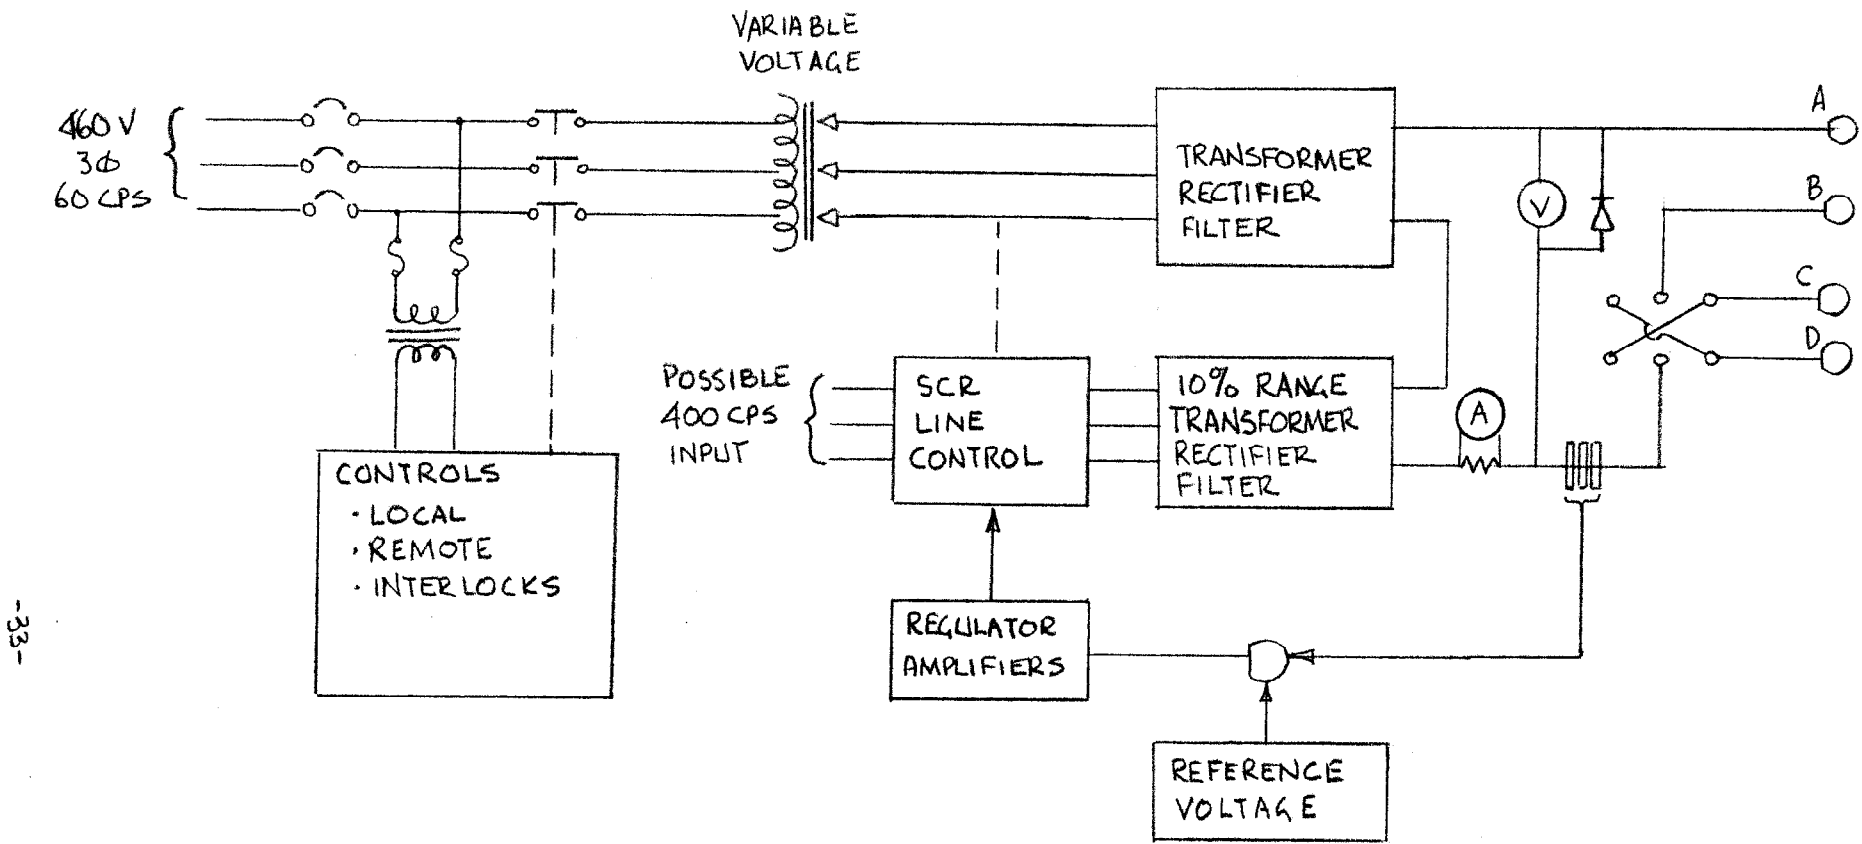 VARIABLE
VOLTAGE
460 V
3Φ
60 CPS
TRANSFORMER
RECTIFIER
FILTER
A
B
C
D
V
A
POSSIBLE
400 CPS
INPUT
SCR
LINE
CONTROL
10% RANGE
TRANSFORMER
RECTIFIER
FILTER
CONTROLS
· LOCAL
· REMOTE
· INTERLOCKS
REGULATOR
AMPLIFIERS
REFERENCE
VOLTAGE
-33-